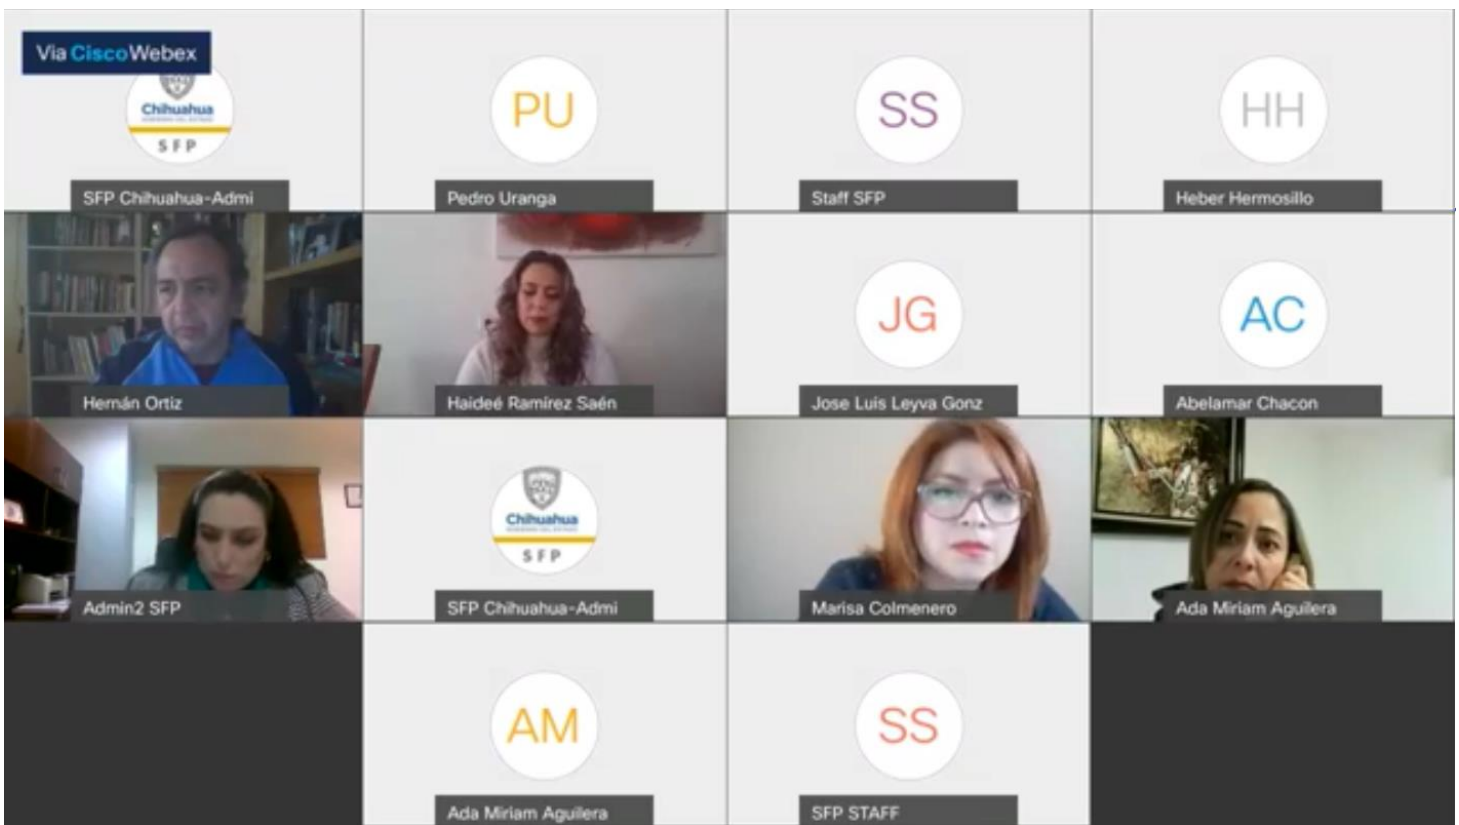 Via Cisco Webex
Chihuahua
SFP
SFP Chihuahua-Admi
PU
Pedro Uranga
SS
Staff SFP
HH
Heber Hermosillo
Hernán Ortiz
Haideé Ramírez Saén
JG
Jose Luis Leyva Gonz
AC
Abelamar Chacon
Admin2 SFP
Chihuahua
SFP
SFP Chihuahua-Admi
Marisa Colmenero
Ada Miriam Aguilera
AM
Ada Miriam Aguilera
SS
SFP STAFF